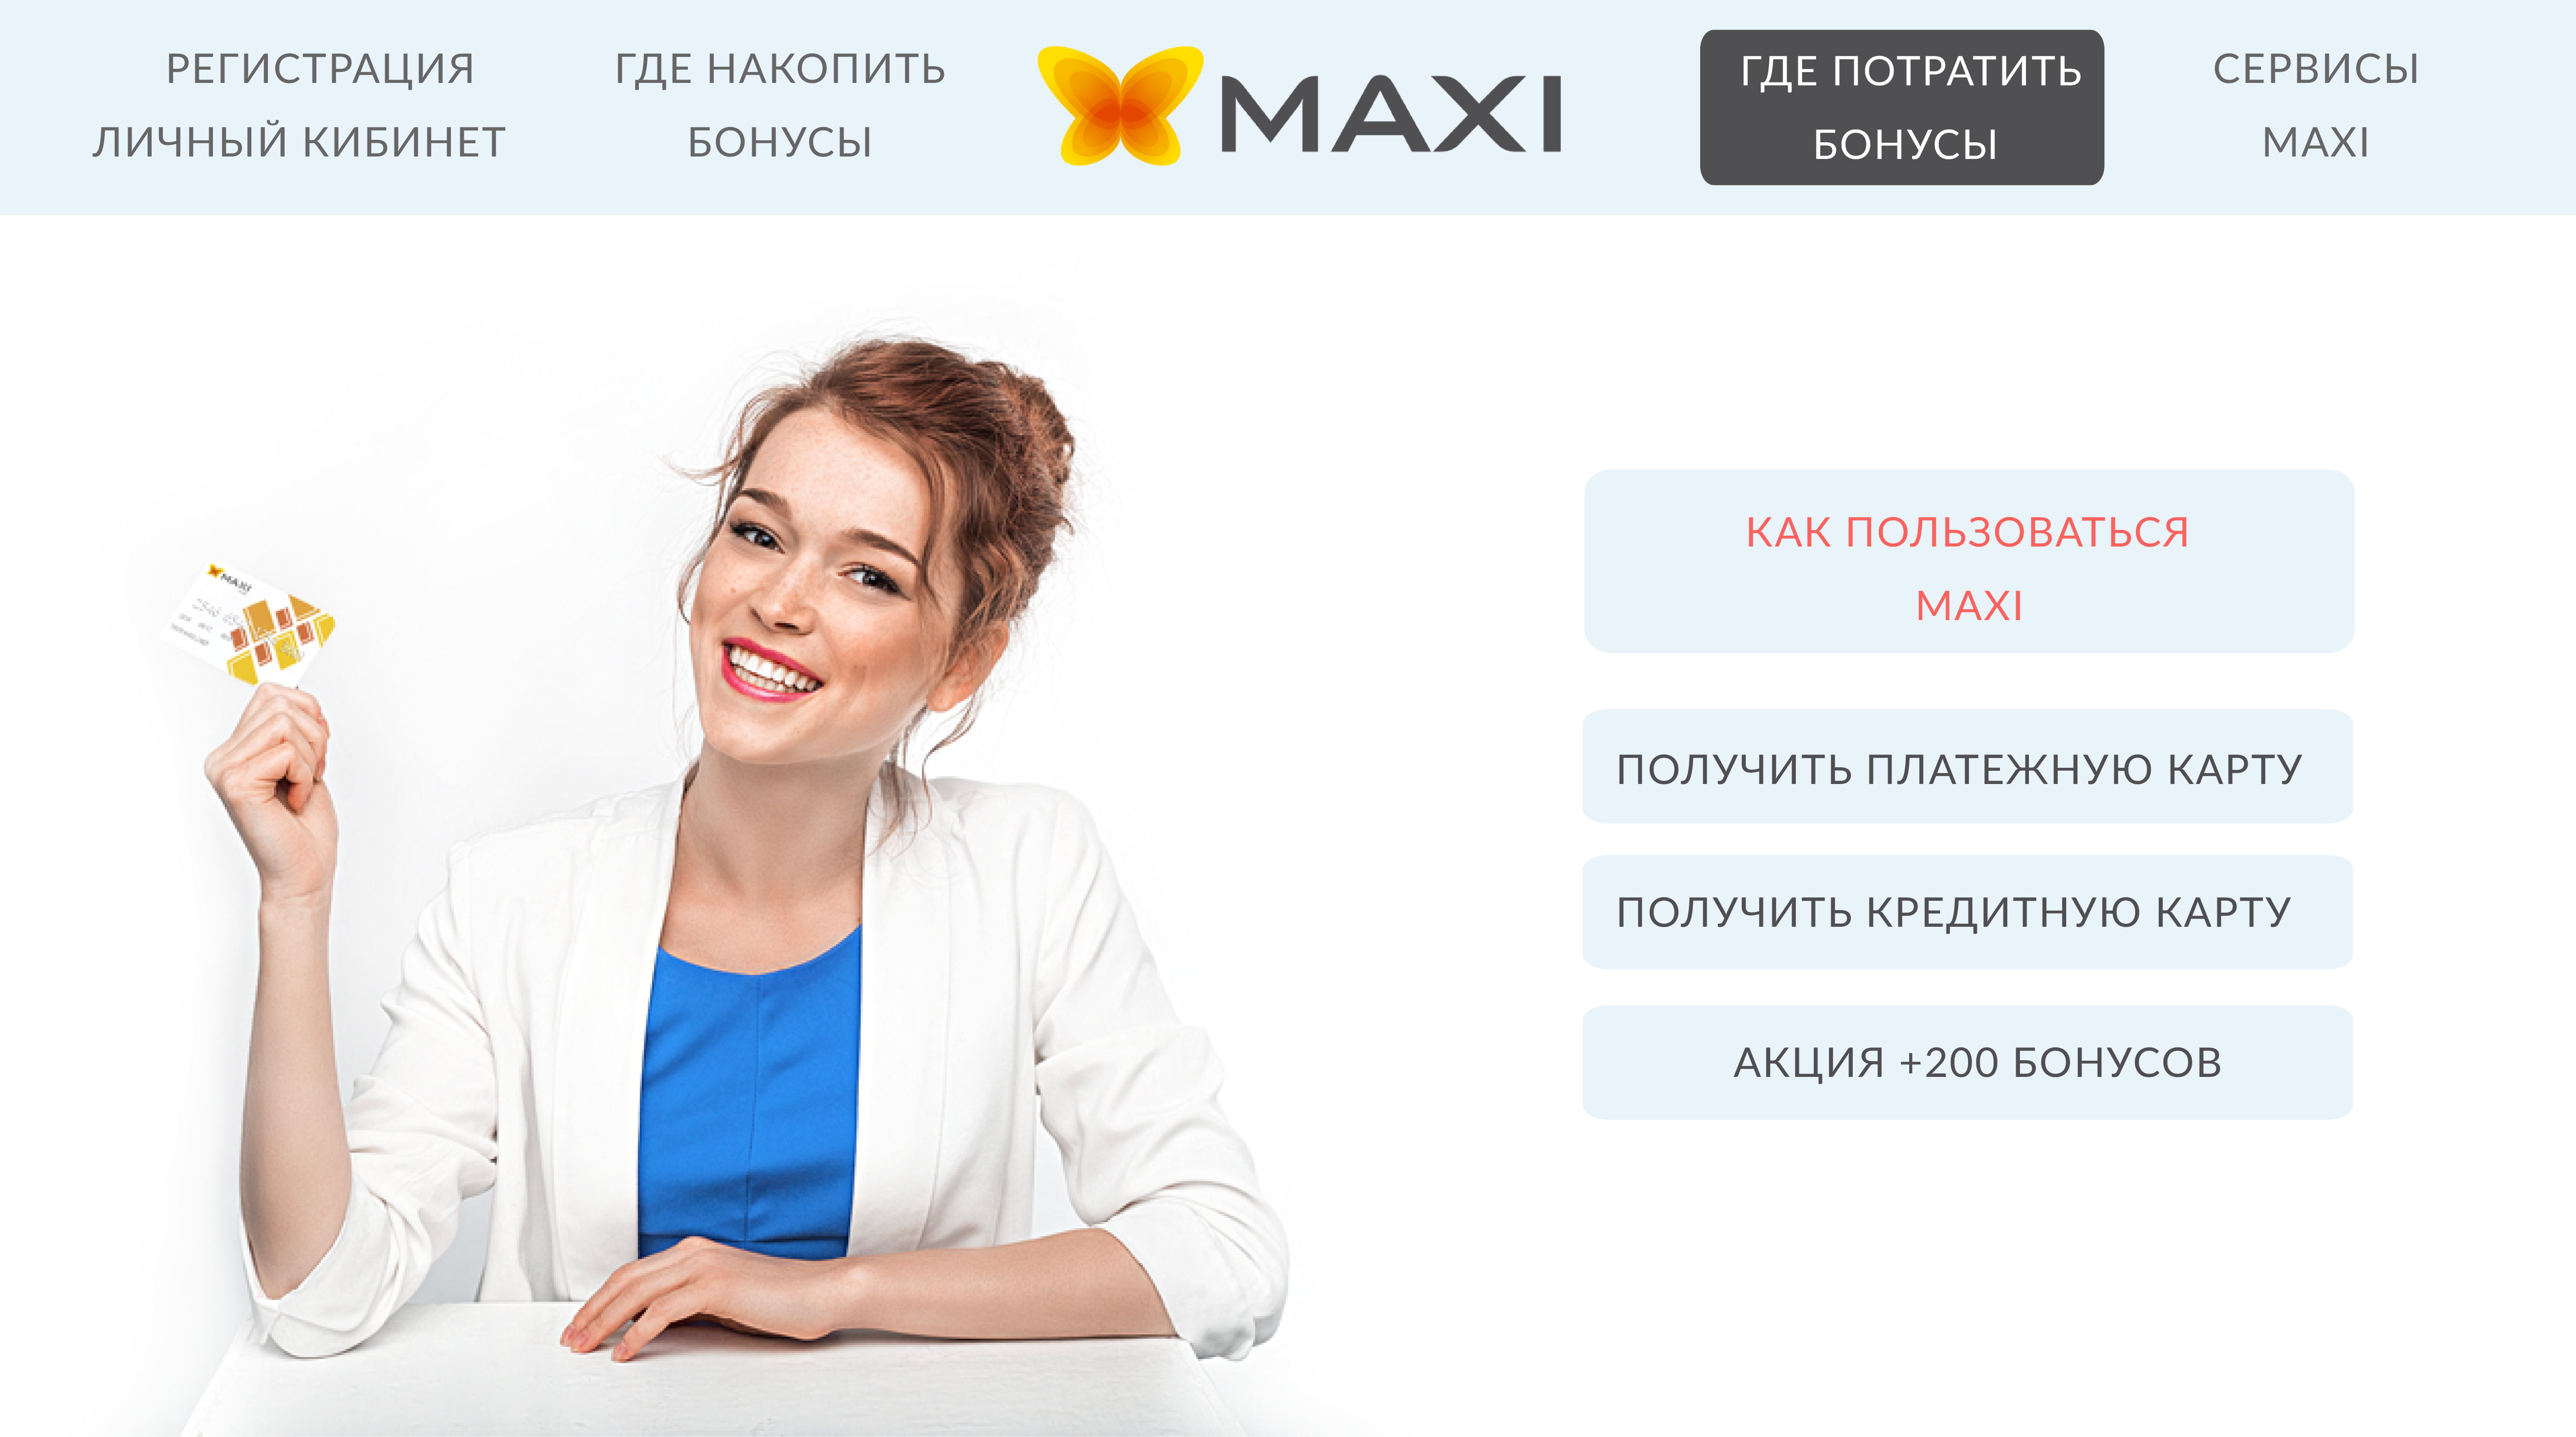 РЕГИСТРАЦИЯ
ЛИЧНЫЙ КИБИНЕТ
ГДЕ НАКОПИТЬ
БОНУСЫ
MAXI
ГДЕ ПОТРАТИТЬ
БОНУСЫ
СЕРВИСЫ
MAXI
КАК ПОЛЬЗОВАТЬСЯ
MAXI
ПОЛУЧИТЬ ПЛАТЕЖНУЮ КАРТУ
ПОЛУЧИТЬ КРЕДИТНУЮ КАРТУ
АКЦИЯ +200 БОНУСОВ
MAXI